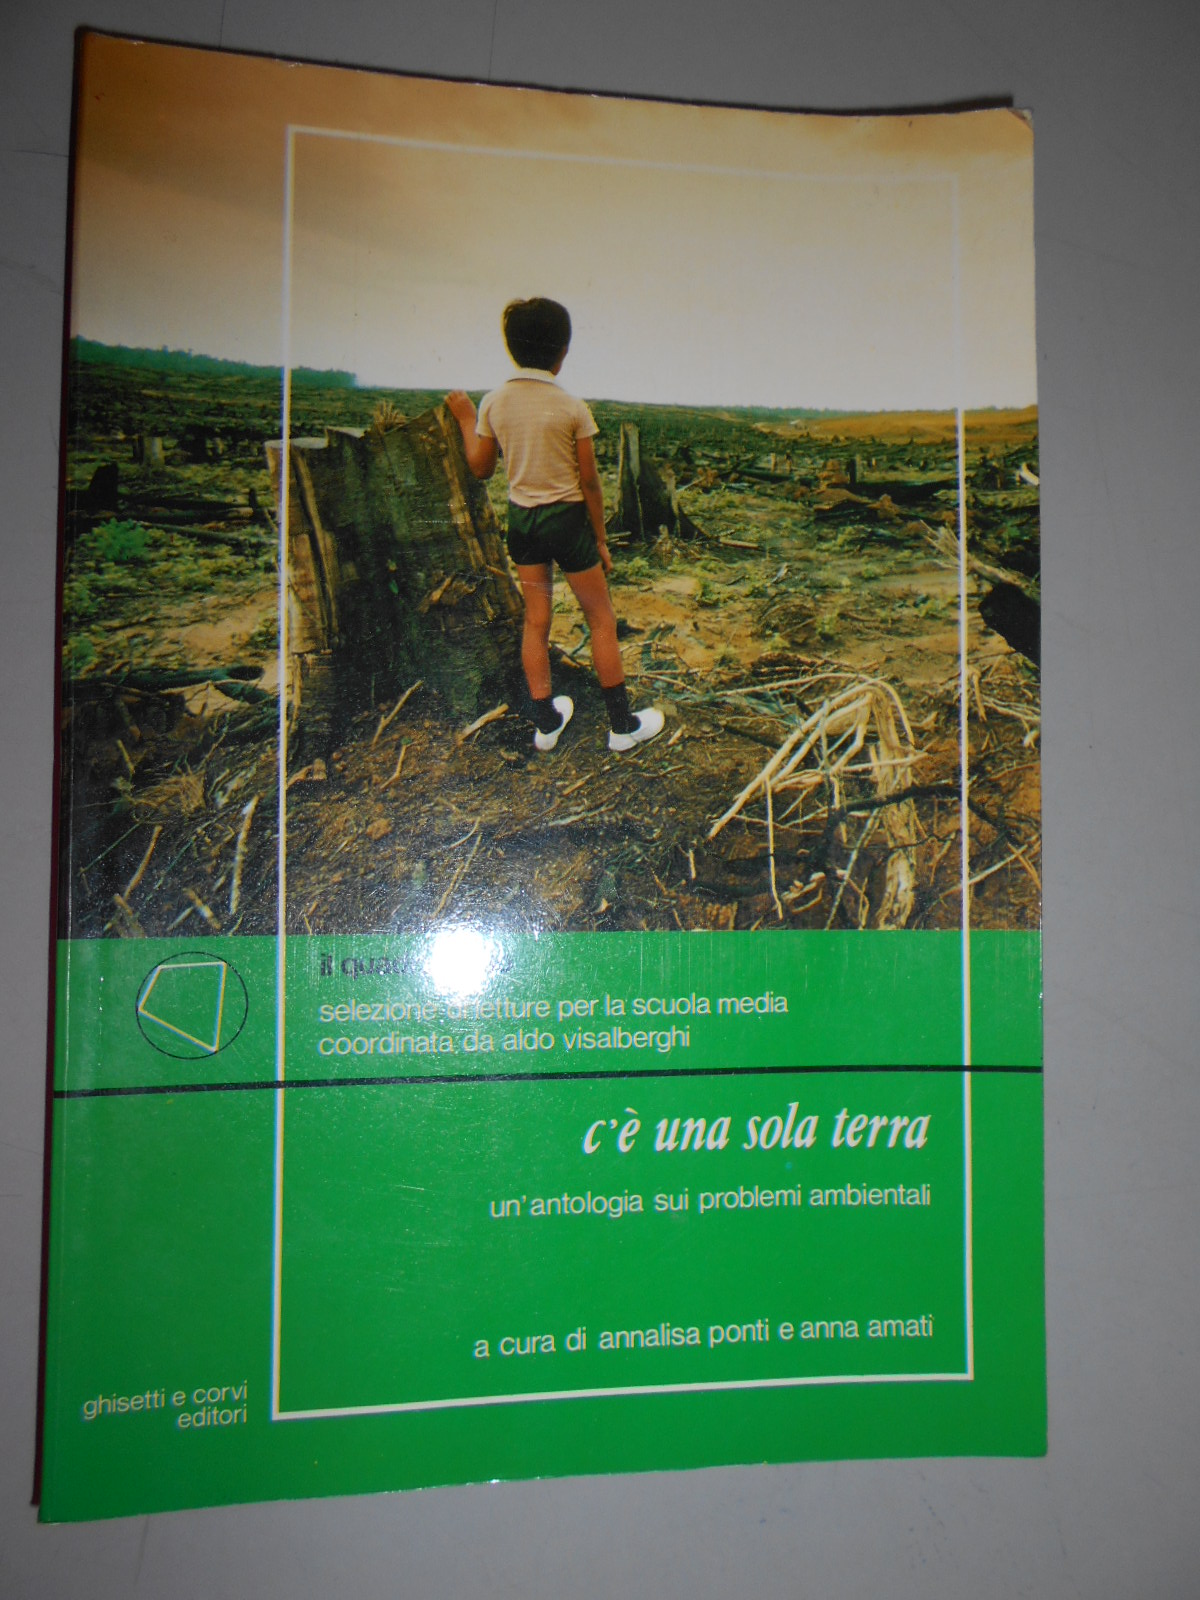 il
selezione di letture per la scuola media
coordinata da aldo visalberghi
c'è una sola terra
un'antologia sui problemi ambientali
a cura di annalisa ponti e anna amati
ghisetti e corvi
editori